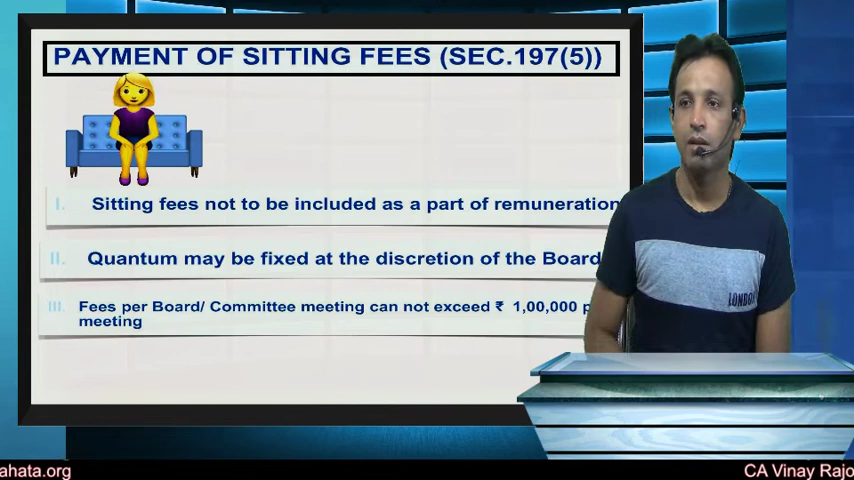 PAYMENT OF SITTING FEES (SEC.197(5))
I. Sitting fees not to be included as a part of remuneration
II. Quantum may be fixed at the discretion of the Board
III. Fees per Board/ Committee meeting can not exceed ₹ 1,00,000 p
meeting
LONDON
ahata.org
CA Vinay Rajo